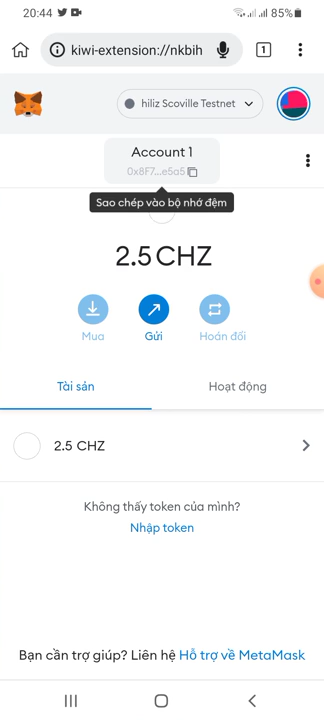 20:44 85%
kiwi-extension://nkbih 1
hiliz Scoville Testnet
Account 1
0x8F7...e5a5
Sao chép vào bộ nhớ đệm
2.5 CHZ
Mua Gửi Hoán đổi
Tài sản Hoạt động
2.5 CHZ
Không thấy token của mình?
Nhập token
Bạn cần trợ giúp? Liên hệ Hỗ trợ về MetaMask